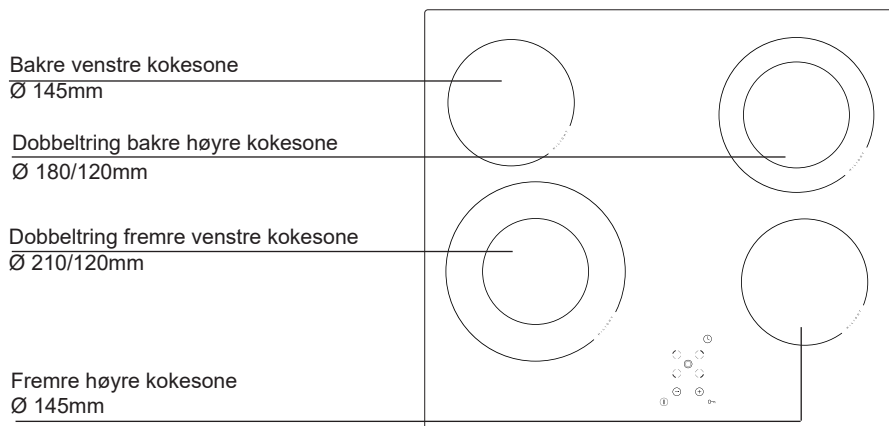 Bakre venstre kokesone
Ø 145mm
Dobbeltring bakre høyre kokesone
Ø 180/120mm
Dobbeltring fremre venstre kokesone
Ø 210/120mm
Fremre høyre kokesone
Ø 145mm